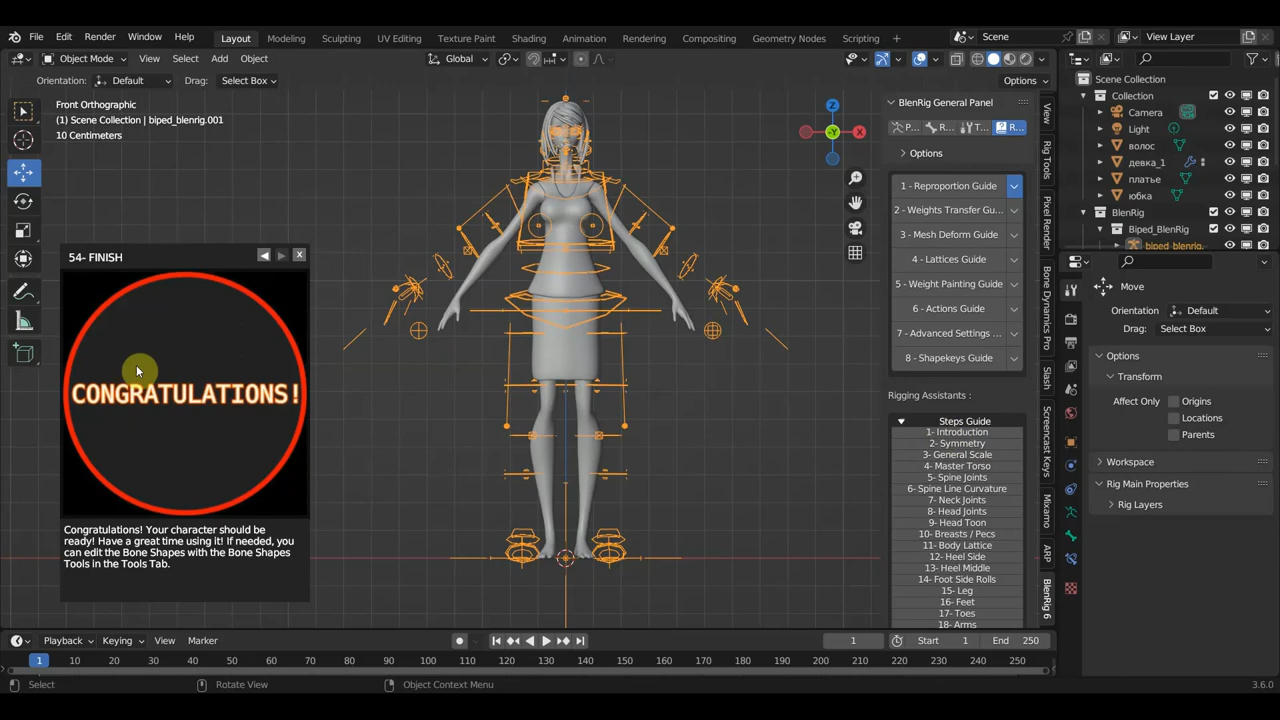 File Edit Render Window Help Layout Modeling Sculpting UV Editing Texture Paint Shading Animation Rendering Compositing Geometry Nodes Scripting Scene View Layer
Object Mode View Select Add Object Global Options
Orientation: Default Drag: Select Box
Front Orthographic
(1) Scene Collection | biped_blenrig.001
10 Centimeters
54- FINISH
CONGRATULATIONS!
Congratulations! Your character should be
ready! Have a great time using it! If needed, you
can edit the Bone Shapes with the Bone Shapes
Tools in the Tools Tab.
Z
X
-Y
BlenRig General Panel
P... R... T... R...
Options
1 - Reproportion Guide
2 - Weights Transfer Gu...
3 - Mesh Deform Guide
4 - Lattices Guide
5 - Weight Painting Guide
6 - Actions Guide
7 - Advanced Settings ...
8 - Shapekeys Guide
Rigging Assistants :
Steps Guide
1- Introduction
2- Symmetry
3- General Scale
4- Master Torso
5- Spine Joints
6- Spine Line Curvature
7- Neck Joints
8- Head Joints
9- Head Toon
10- Breasts / Pecs
11- Body Lattice
12- Heel Side
13- Heel Middle
14- Foot Side Rolls
15- Leg
16- Feet
17- Toes
18- Arms
View
Rig Tools
Pixel Render
Bone Dynamics Pro
Slash
Screencast Keys
Mixamo
ARP
BlenRig 6
Scene Collection
Collection
Camera
Light
волос
девка_1
платье
юбка
BlenRig
Biped_BlenRig
biped_blenrig.
Move
Orientation Default
Drag: Select Box
Options
Transform
Affect Only Origins
Locations
Parents
Workspace
Rig Main Properties
Rig Layers
Playback Keying View Marker 1 Start 1 End 250
1 10 20 30 40 50 60 70 80 90 100 110 120 130 140 150 160 170 180 190 200 210 220 230 240 250
Select Rotate View Object Context Menu 3.6.0